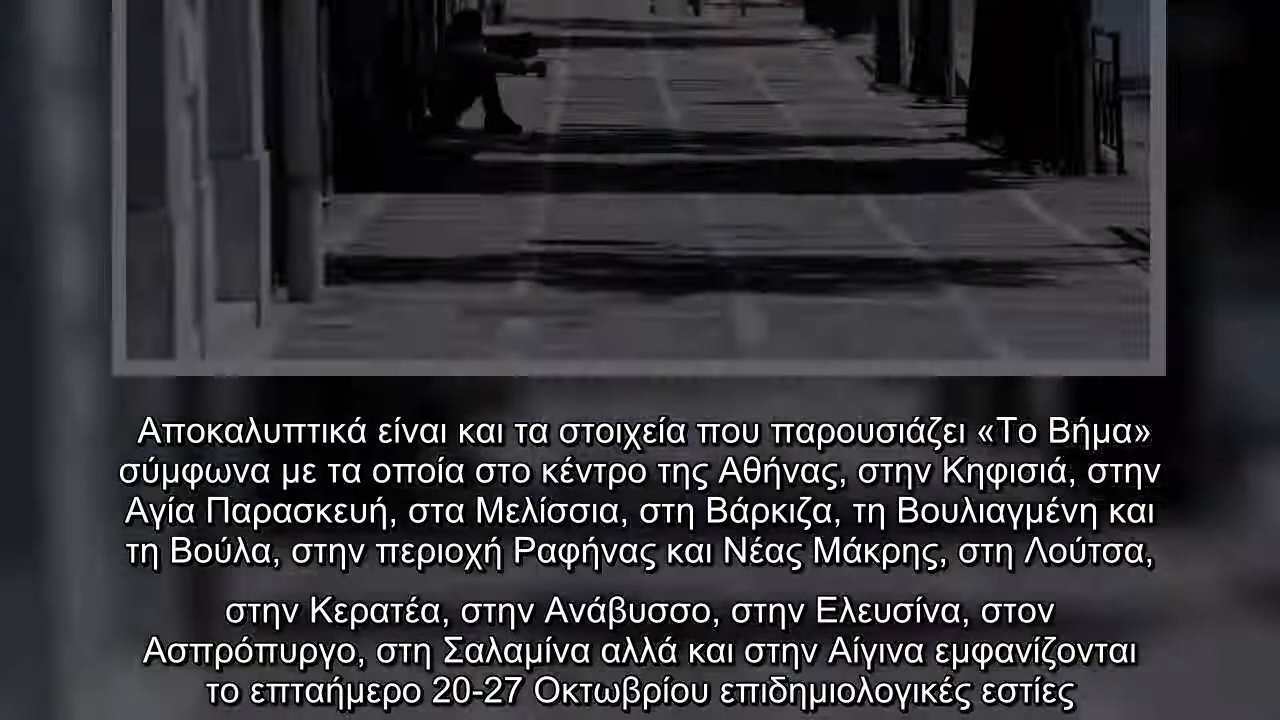 Αποκαλυπτικά είναι και τα στοιχεία που παρουσιάζει «Το Βήμα»
σύμφωνα με τα οποία στο κέντρο της Αθήνας, στην Κηφισιά, στην
Αγία Παρασκευή, στα Μελίσσια, στη Βάρκιζα, τη Βουλιαγμένη και
τη Βούλα, στην περιοχή Ραφήνας και Νέας Μάκρης, στη Λούτσα,
στην Κερατέα, στην Ανάβυσσο, στην Ελευσίνα, στον
Ασπρόπυργο, στη Σαλαμίνα αλλά και στην Αίγινα εμφανίζονται
το επταήμερο 20-27 Οκτωβρίου επιδημιολογικές εστίες